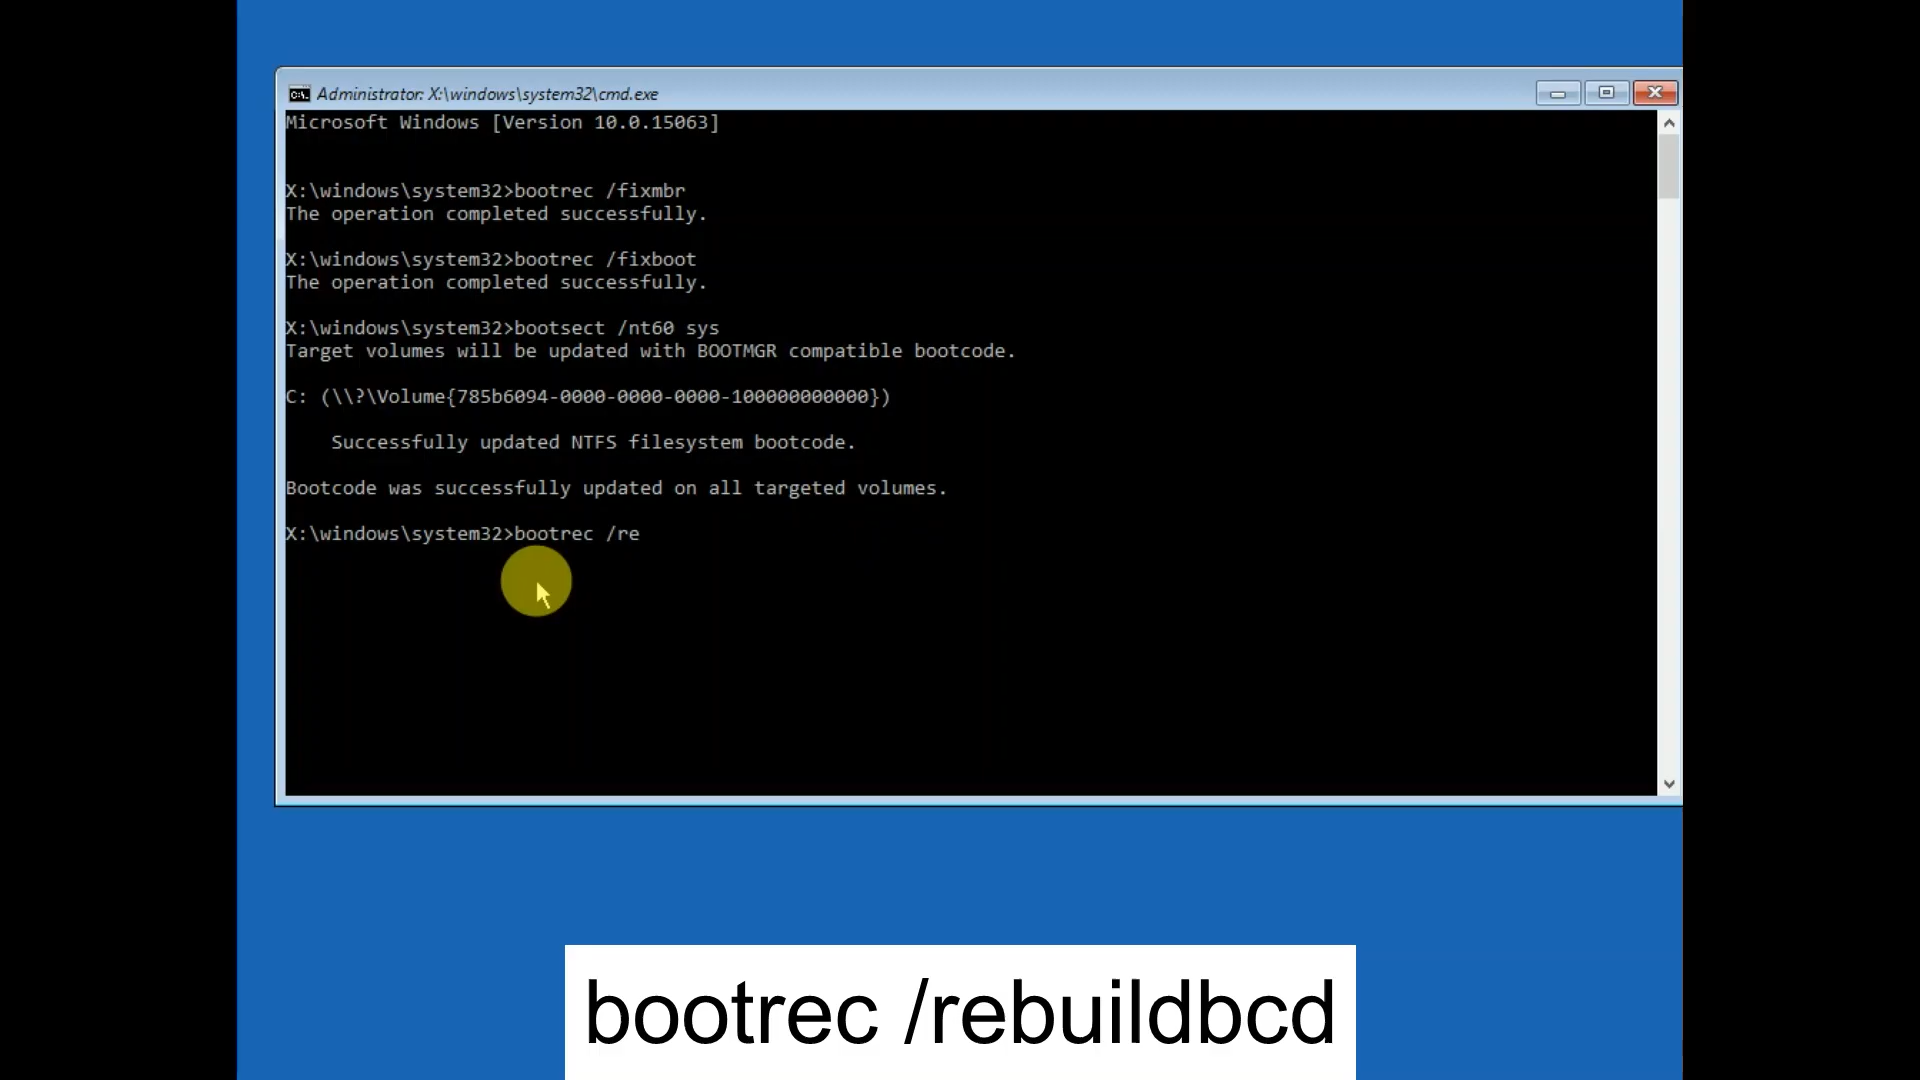 Administrator: X:\windows\system32\cmd.exe
Microsoft Windows [Version 10.0.15063]
X:\windows\system32>bootrec /fixmbr
The operation completed successfully.
X:\windows\system32>bootrec /fixboot
The operation completed successfully.
X:\windows\system32>bootsect /nt60 sys
Target volumes will be updated with BOOTMGR compatible bootcode.
C: (\\?\Volume{785b6094-0000-0000-0000-100000000000})
Successfully updated NTFS filesystem bootcode.
Bootcode was successfully updated on all targeted volumes.
X:\windows\system32>bootrec /re
bootrec /rebuildbcd